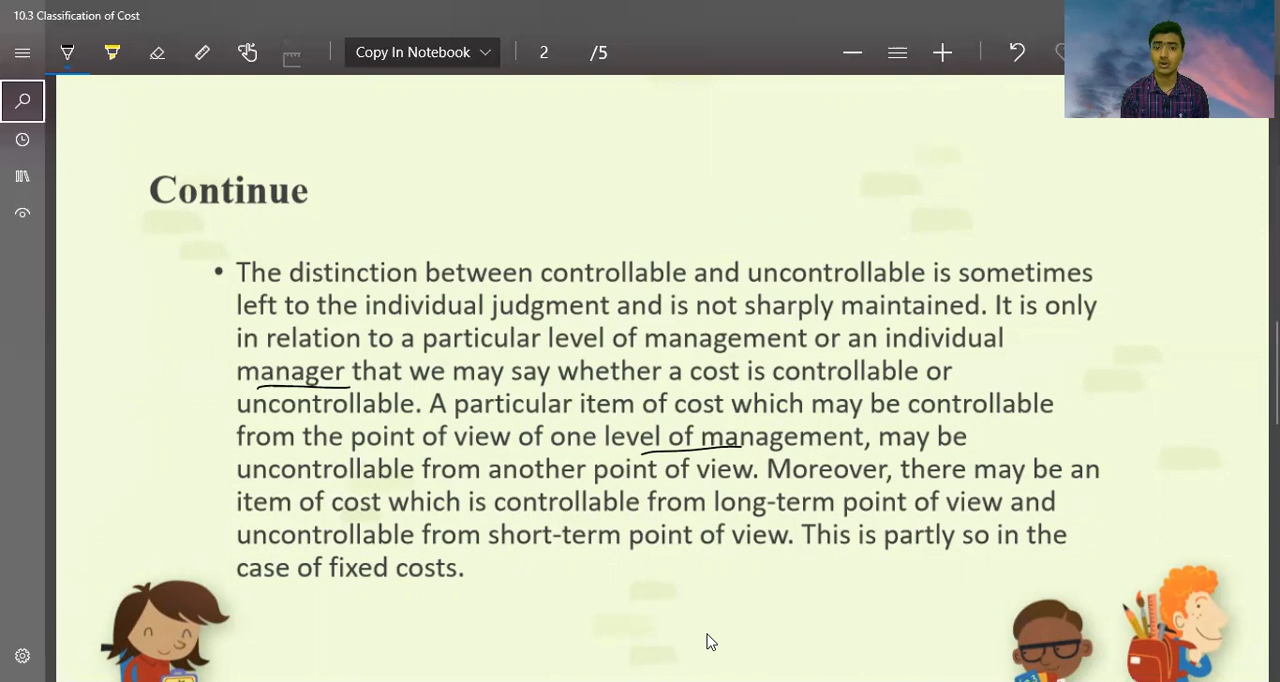 10.3 Classification of Cost
Copy In Notebook 2 /5
Continue
• The distinction between controllable and uncontrollable is sometimes
left to the individual judgment and is not sharply maintained. It is only
in relation to a particular level of management or an individual
manager that we may say whether a cost is controllable or
uncontrollable. A particular item of cost which may be controllable
from the point of view of one level of management, may be
uncontrollable from another point of view. Moreover, there may be an
item of cost which is controllable from long-term point of view and
uncontrollable from short-term point of view. This is partly so in the
case of fixed costs.